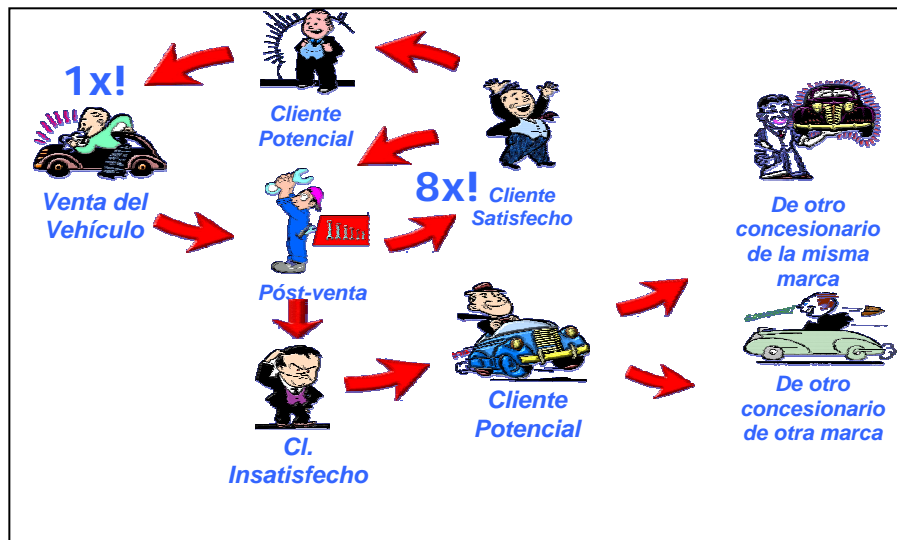 1x!
Cliente
Potencial
Venta del
Vehículo
8x!
Cliente
Satisfecho
De otro
concesionario
de la misma
marca
Póst-venta
Cliente
Potencial
De otro
concesionario
de otra marca
Cl.
Insatisfecho